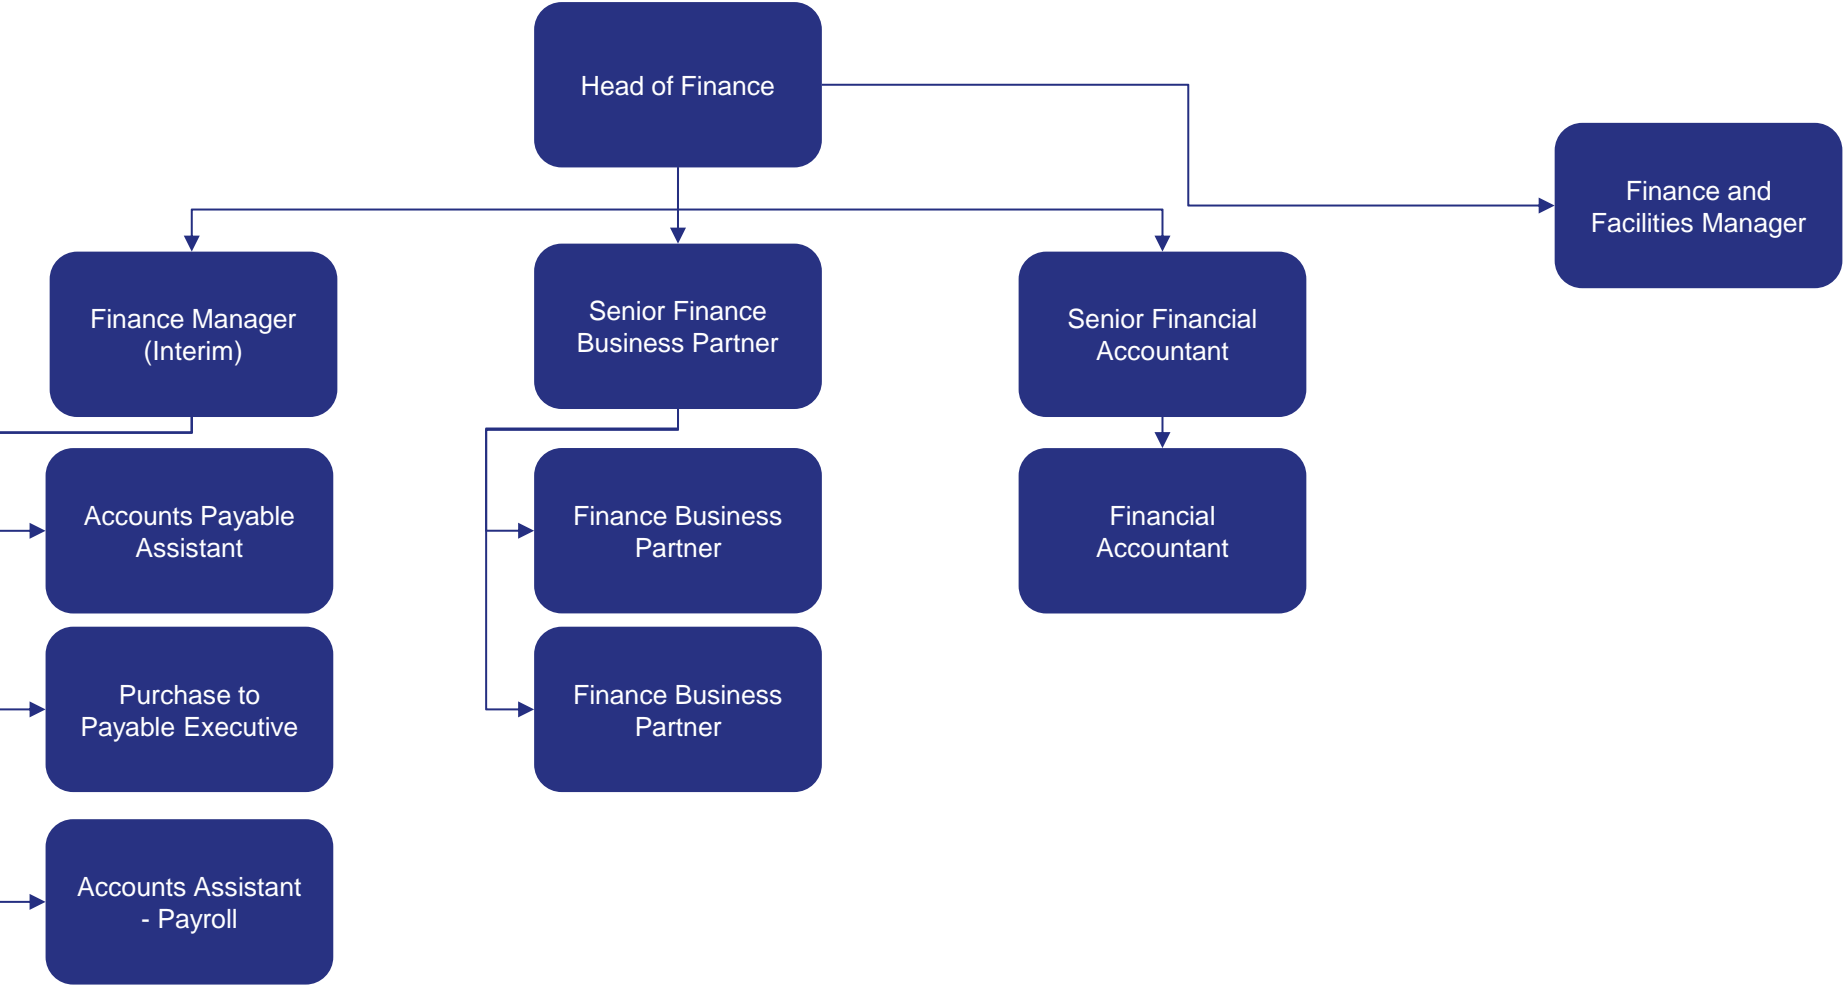 Head of Finance
Finance and
Facilities Manager
Finance Manager
(Interim)
Senior Finance
Business Partner
Senior Financial
Accountant
Accounts Payable
Assistant
Finance Business
Partner
Financial
Accountant
Purchase to
Payable Executive
Finance Business
Partner
Accounts Assistant
- Payroll